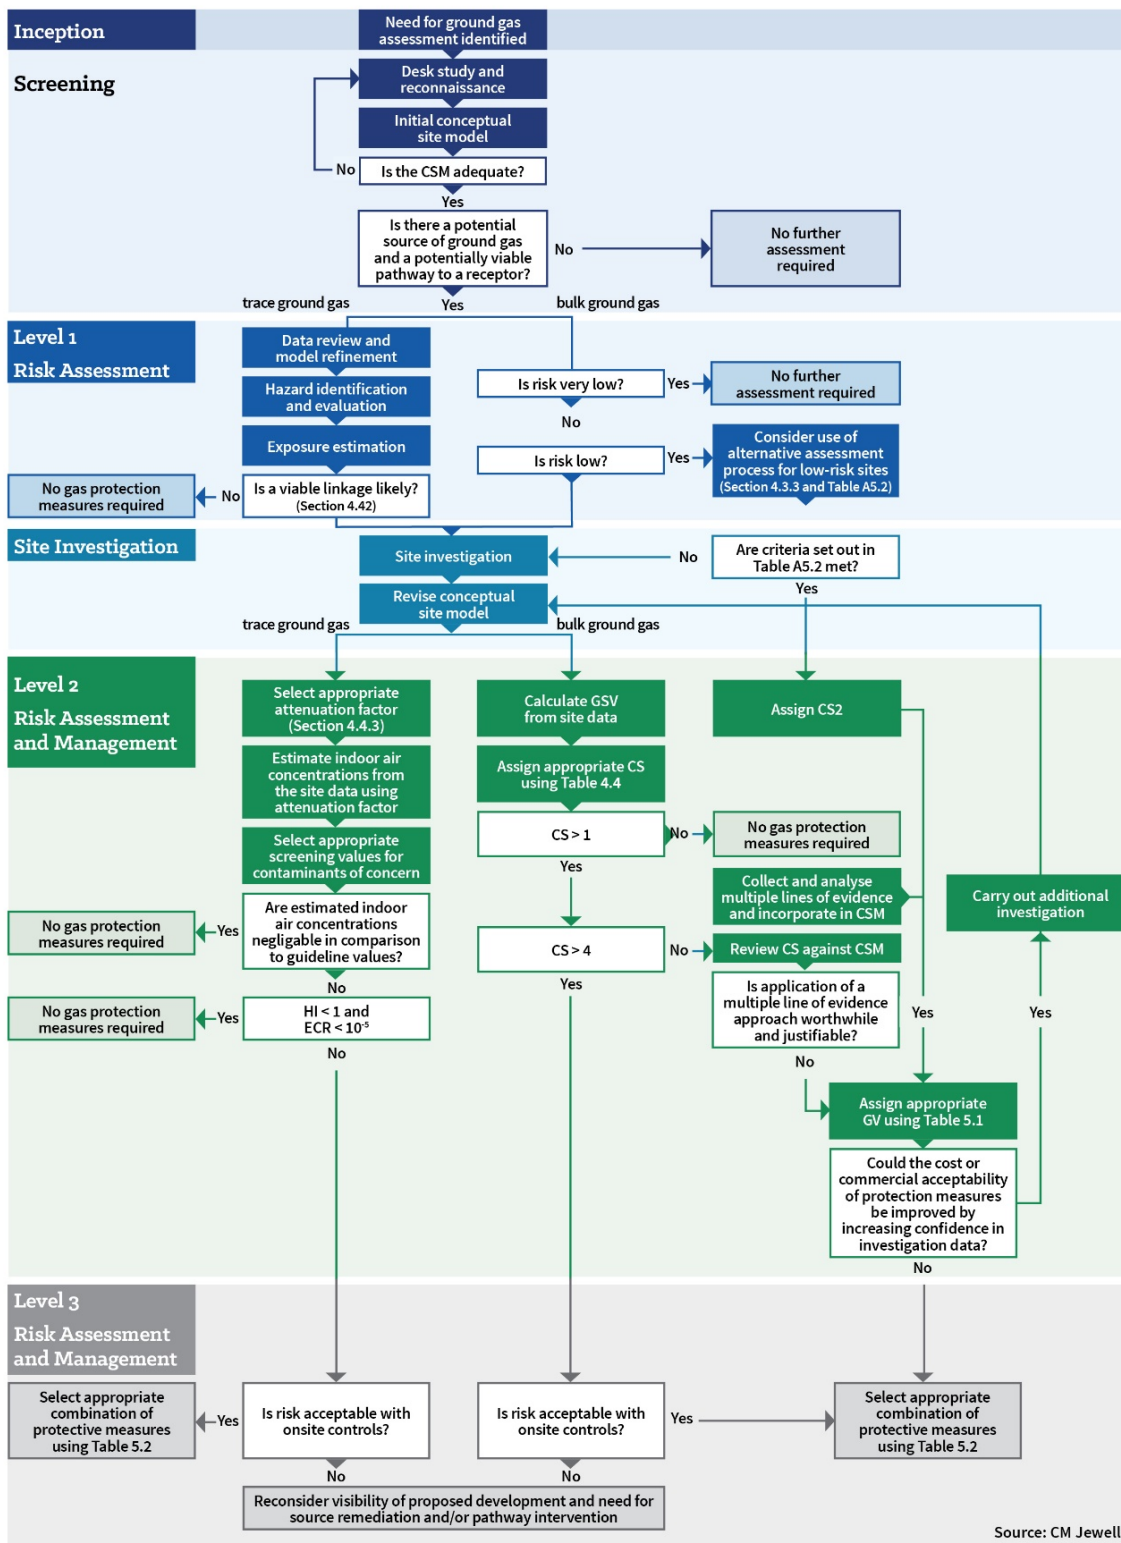 Inception
Need for ground gas
assessment identified
Screening
Desk study and
reconnaissance
Initial conceptual
site model
No
Is the CSM adequate?
Yes
Is there a potential
source of ground gas
and a potentially viable
pathway to a receptor?
No
No further
assessment
required
trace ground gas
Yes
bulk ground gas
Level 1
Risk Assessment
Data review and
model refinement
Hazard identification
and evaluation
Exposure estimation
Is a viable linkage likely?
(Section 4.42)
No
No gas protection
measures required
Is risk very low?
Yes
No further
assessment required
No
Is risk low?
Yes
Consider use of
alternative assessment
process for low-risk sites
(Section 4.3.3 and Table A5.2)
Site Investigation
Site investigation
No
Are criteria set out in
Table A5.2 met?
Yes
Revise conceptual
site model
trace ground gas
bulk ground gas
Level 2
Risk Assessment
and Management
Select appropriate
attenuation factor
(Section 4.4.3)
Estimate indoor air
concentrations from
the site data using
attenuation factor
Select appropriate
screening values for
contaminants of concern
Are estimated indoor
air concentrations
negligable in comparison
to guideline values?
Yes
No gas protection
measures required
No
HI < 1 and
ECR < 10-5
Yes
No gas protection
measures required
No
Calculate GSV
from site data
Assign appropriate CS
using Table 4.4
CS > 1
No
No gas protection
measures required
Yes
CS > 4
No
Yes
Assign CS2
Collect and analyse
multiple lines of evidence
and incorporate in CSM
Review CS against CSM
Is application of a
multiple line of evidence
approach worthwhile
and justifiable?
Yes
No
Carry out additional
investigation
Yes
Assign appropriate
GV using Table 5.1
Could the cost or
commercial acceptability
of protection measures
be improved by
increasing confidence in
investigation data?
No
Level 3
Risk Assessment
and Management
Select appropriate
combination of
protective measures
using Table 5.2
Yes
Is risk acceptable with
onsite controls?
No
Is risk acceptable with
onsite controls?
Yes
No
Select appropriate
combination of
protective measures
using Table 5.2
Reconsider visibility of proposed development and need for
source remediation and/or pathway intervention
Source: CM Jewell